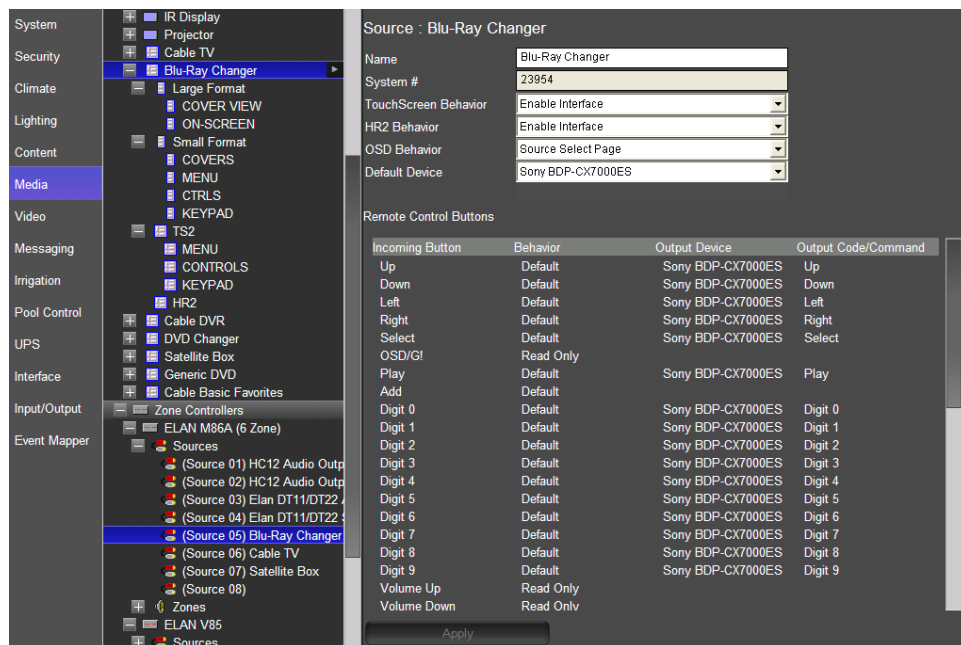 System
Security
Climate
Lighting
Content
Media
Video
Messaging
Irrigation
Pool Control
UPS
Interface
Input/Output
Event Mapper
IR Display
Projector
Cable TV
Blu-Ray Changer
Large Format
COVER VIEW
ON-SCREEN
Small Format
COVERS
MENU
CTRLS
KEYPAD
TS2
MENU
CONTROLS
KEYPAD
HR2
Cable DVR
DVD Changer
Satellite Box
Generic DVD
Cable Basic Favorites
Zone Controllers
ELAN M86A (6 Zone)
Sources
(Source 01) HC12 Audio Outp
(Source 02) HC12 Audio Outp
(Source 03) Elan DT11/DT22
(Source 04) Elan DT11/DT22
(Source 05) Blu-Ray Changer
(Source 06) Cable TV
(Source 07) Satellite Box
(Source 08)
Zones
ELAN V85
Sources
Source : Blu-Ray Changer
Name Blu-Ray Changer
System # 23954
TouchScreen Behavior Enable Interface
HR2 Behavior Enable Interface
OSD Behavior Source Select Page
Default Device Sony BDP-CX7000ES
Remote Control Buttons
Incoming Button Behavior Output Device Output Code/Command
Up Default Sony BDP-CX7000ES Up
Down Default Sony BDP-CX7000ES Down
Left Default Sony BDP-CX7000ES Left
Right Default Sony BDP-CX7000ES Right
Select Default Sony BDP-CX7000ES Select
OSD/G! Read Only
Play Default Sony BDP-CX7000ES Play
Add Default
Digit 0 Default Sony BDP-CX7000ES Digit 0
Digit 1 Default Sony BDP-CX7000ES Digit 1
Digit 2 Default Sony BDP-CX7000ES Digit 2
Digit 3 Default Sony BDP-CX7000ES Digit 3
Digit 4 Default Sony BDP-CX7000ES Digit 4
Digit 5 Default Sony BDP-CX7000ES Digit 5
Digit 6 Default Sony BDP-CX7000ES Digit 6
Digit 7 Default Sony BDP-CX7000ES Digit 7
Digit 8 Default Sony BDP-CX7000ES Digit 8
Digit 9 Default Sony BDP-CX7000ES Digit 9
Volume Up Read Only
Volume Down Read Only
Apply